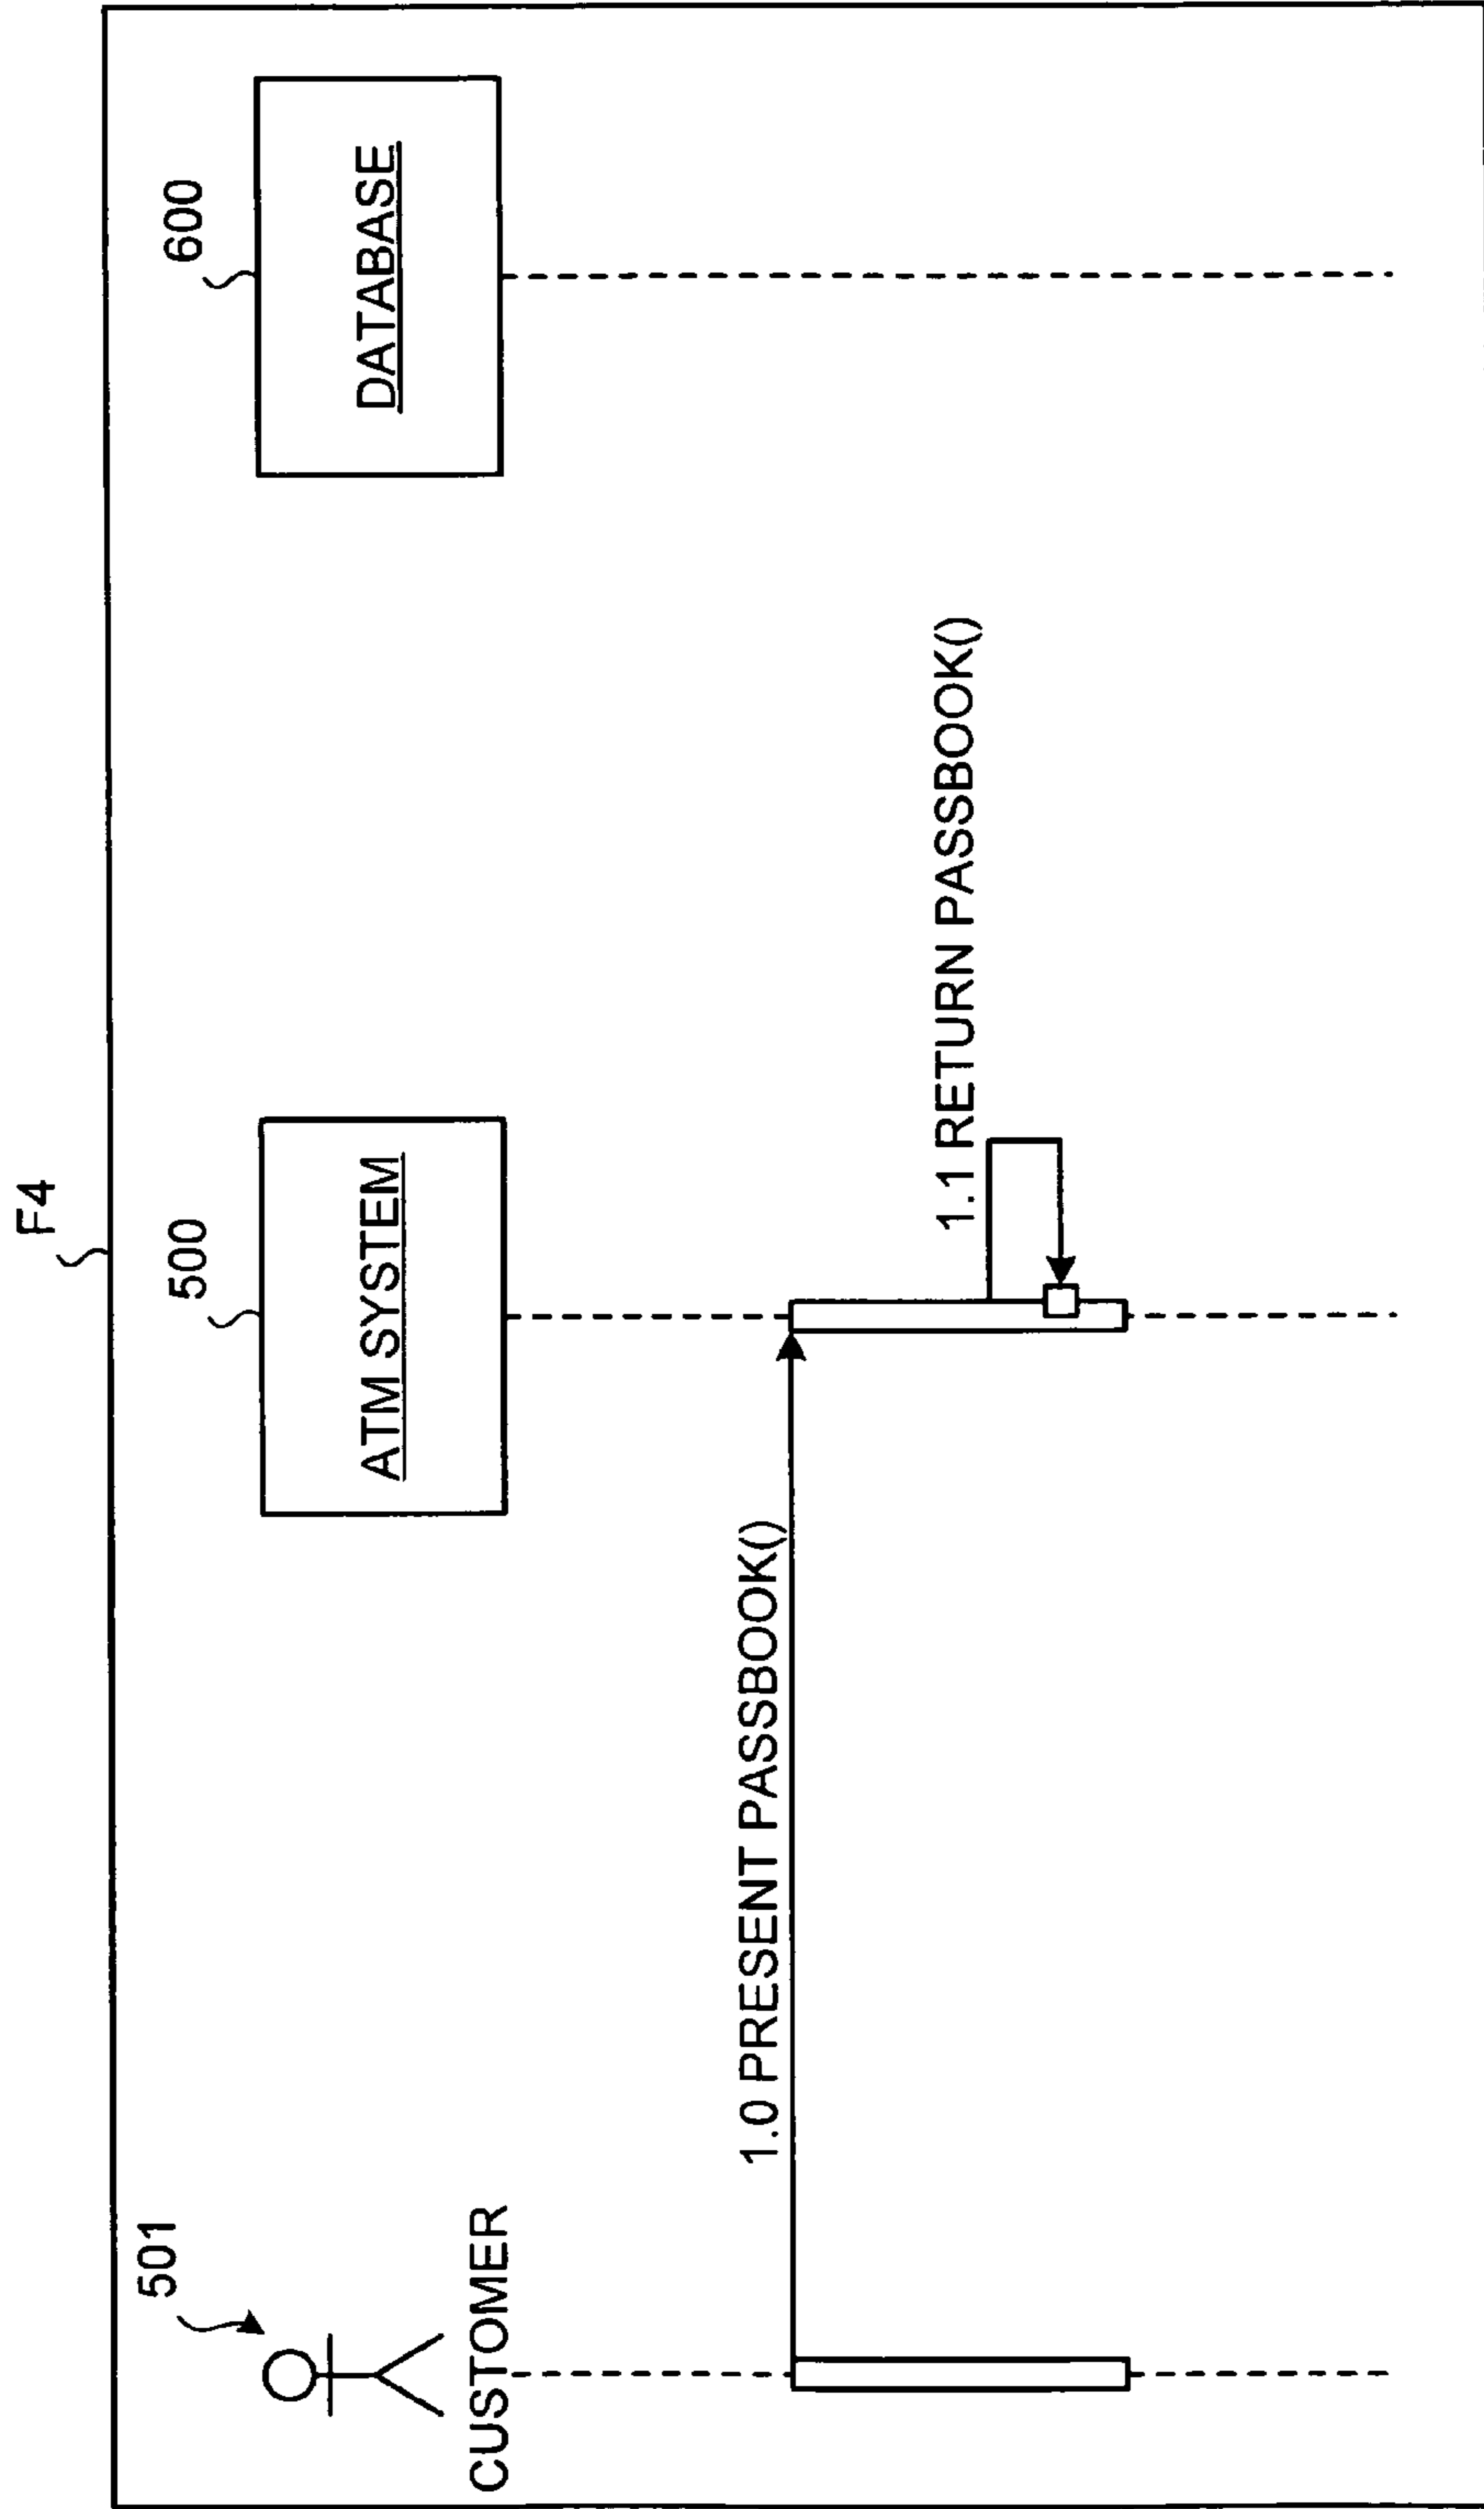 F4
501
500
600
CUSTOMER
ATM SYSTEM
DATABASE
1.0 PRESENT PASSBOOK()
1.1 RETURN PASSBOOK()